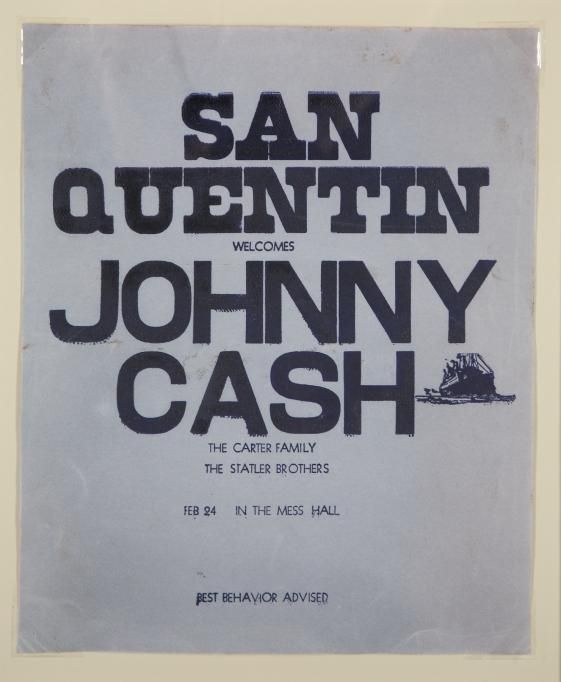 SAN
QUENTIN
WELCOMES
JOHNNY
CASH
THE CARTER FAMILY
THE STATLER BROTHERS
FEB 24 IN THE MESS HALL
BEST BEHAVIOR ADVISED